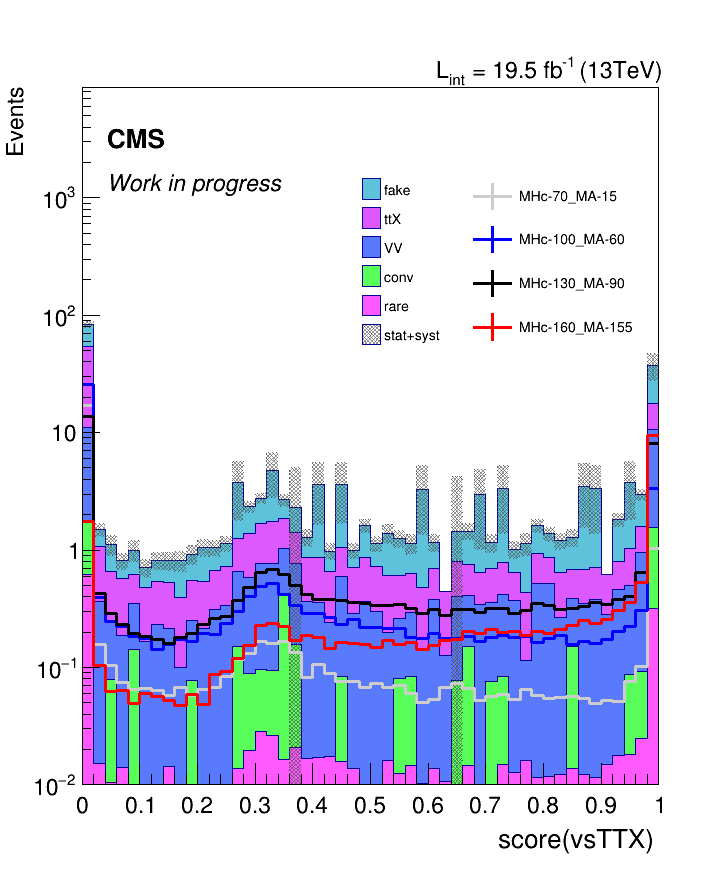 L_int = 19.5 fb^-1 (13TeV)
Events
CMS
Work in progress
fake
ttX
VV
conv
rare
stat+syst
MHc-70_MA-15
MHc-100_MA-60
MHc-130_MA-90
MHc-160_MA-155
10^3
10^2
10
1
10^−1
10^−2
0 0.1 0.2 0.3 0.4 0.5 0.6 0.7 0.8 0.9 1
score(vsTTX)